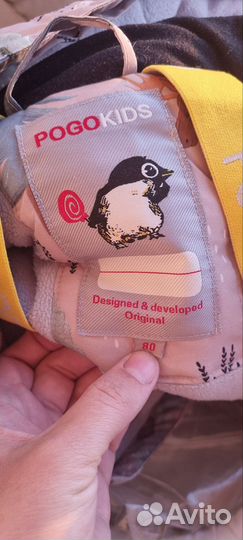 POGOKIDS
Designed & developed
Original
80
Avito